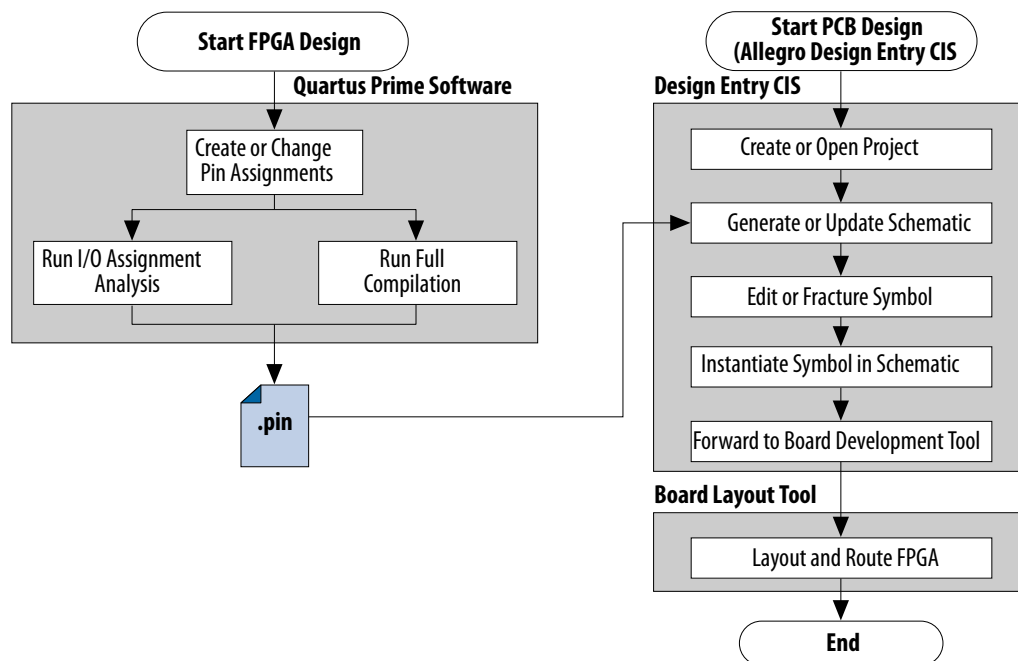 Start FPGA Design
Quartus Prime Software
Create or Change
Pin Assignments
Run I/O Assignment
Analysis
Run Full
Compilation
.pin
Start PCB Design
(Allegro Design Entry CIS
Design Entry CIS
Create or Open Project
Generate or Update Schematic
Edit or Fracture Symbol
Instantiate Symbol in Schematic
Forward to Board Development Tool
Board Layout Tool
Layout and Route FPGA
End